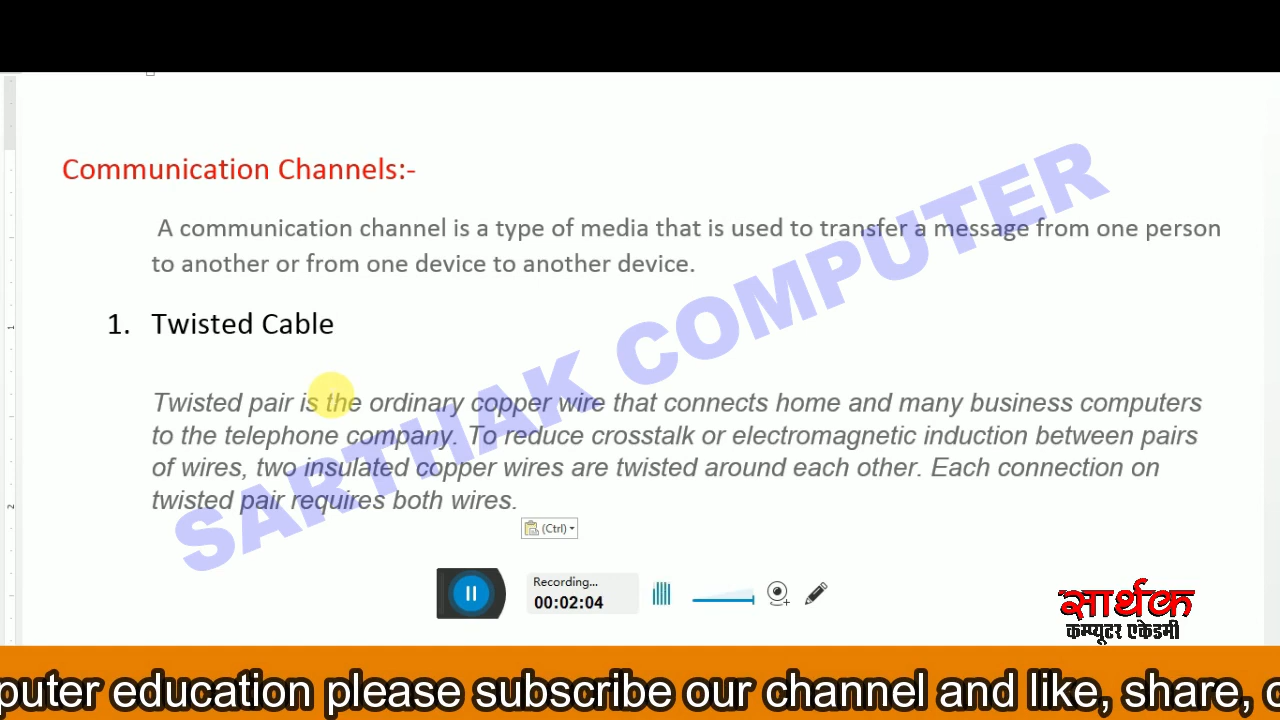 Communication Channels:-
A communication channel is a type of media that is used to transfer a message from one person
to another or from one device to another device.
1. Twisted Cable
Twisted pair is the ordinary copper wire that connects home and many business computers
to the telephone company. To reduce crosstalk or electromagnetic induction between pairs
of wires, two insulated copper wires are twisted around each other. Each connection on
twisted pair requires both wires.
SARTHAK COMPUTER
(Ctrl)
Recording...
00:02:04
सार्थक
कम्प्यूटर एकेडमी
puter education please subscribe our channel and like, share,
1
2